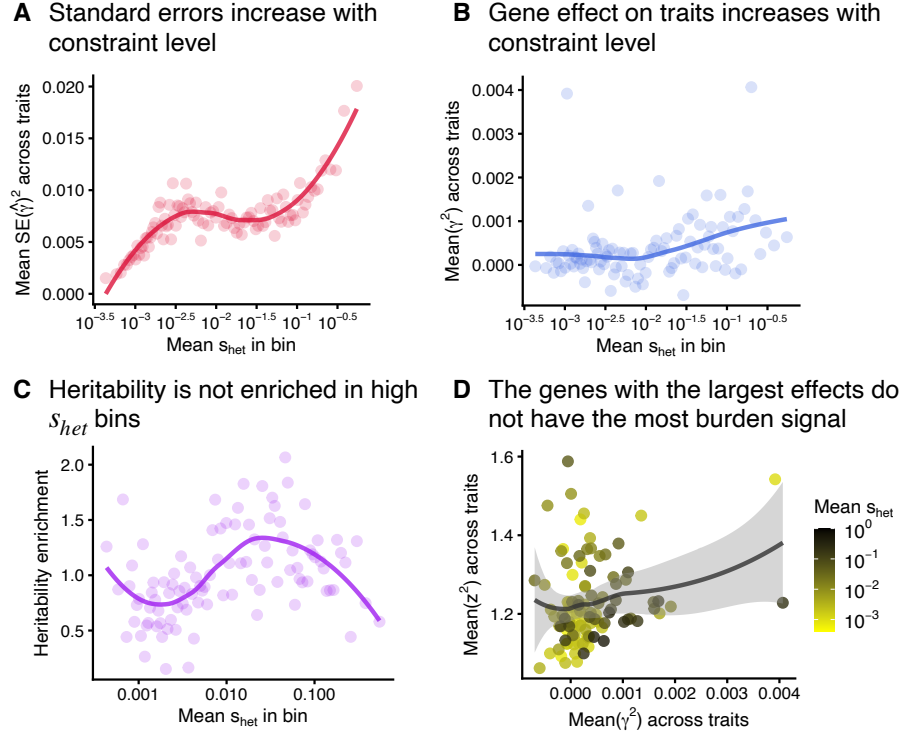 A Standard errors increase with
constraint level
0.020
0.015
0.010
0.005
0.000
Mean SE(γ̂)² across traits
10⁻³·⁵ 10⁻³ 10⁻²·⁵ 10⁻² 10⁻¹·⁵ 10⁻¹ 10⁻⁰·⁵
Mean s_het in bin
B Gene effect on traits increases with
constraint level
0.004
0.003
0.002
0.001
0.000
Mean(γ²) across traits
10⁻³·⁵ 10⁻³ 10⁻²·⁵ 10⁻² 10⁻¹·⁵ 10⁻¹ 10⁻⁰·⁵
Mean s_het in bin
C Heritability is not enriched in high
s_het bins
2.0
1.5
1.0
0.5
Heritability enrichment
0.001 0.010 0.100
Mean s_het in bin
D The genes with the largest effects do
not have the most burden signal
1.6
1.4
1.2
Mean(z²) across traits
0.000 0.001 0.002 0.003 0.004
Mean(γ²) across traits
Mean s_het
10⁰
10⁻¹
10⁻²
10⁻³